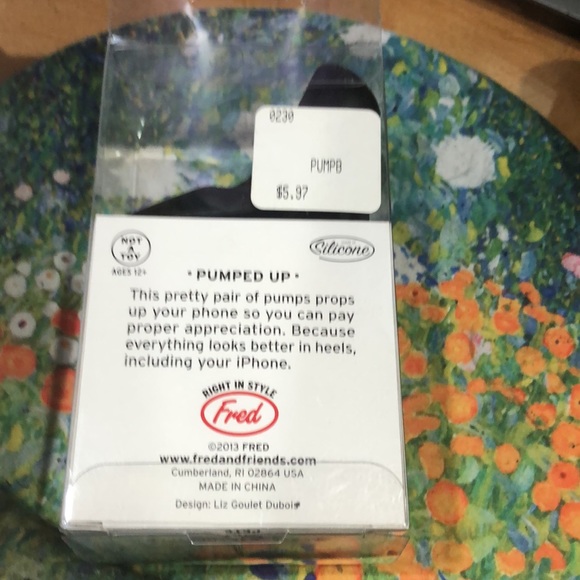 0230
PUMPB
$5.97
NOT
A
TOY
AGES 12+
Silicone
• PUMPED UP •
This pretty pair of pumps props
up your phone so you can pay
proper appreciation. Because
everything looks better in heels,
including your iPhone.
RIGHT IN STYLE
Fred
©2013 FRED
www.fredandfriends.com
Cumberland, RI 02864 USA
MADE IN CHINA
Design: Liz Goulet Dubois